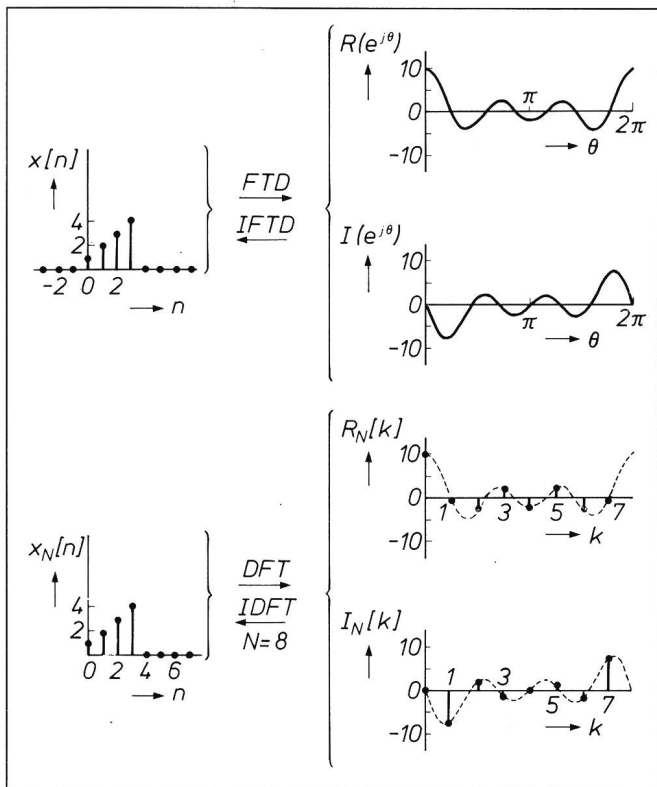 R(e^{jθ})
10
0
-10
π
2π
θ
x[n]
4
2
-2 0 2
n
FTD
IFTD
I(e^{jθ})
10
0
-10
π
2π
θ
x_N[n]
4
2
0 2 4 6
n
DFT
IDFT
N=8
R_N[k]
10
0
-10
1 3 5 7
k
I_N[k]
10
0
-10
1 3 5 7
k